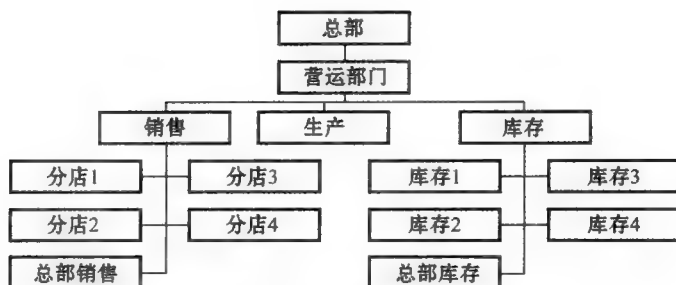 总部
营运部门
销售
生产
库存
分店1
分店3
库存1
库存3
分店2
分店4
库存2
库存4
总部销售
总部库存